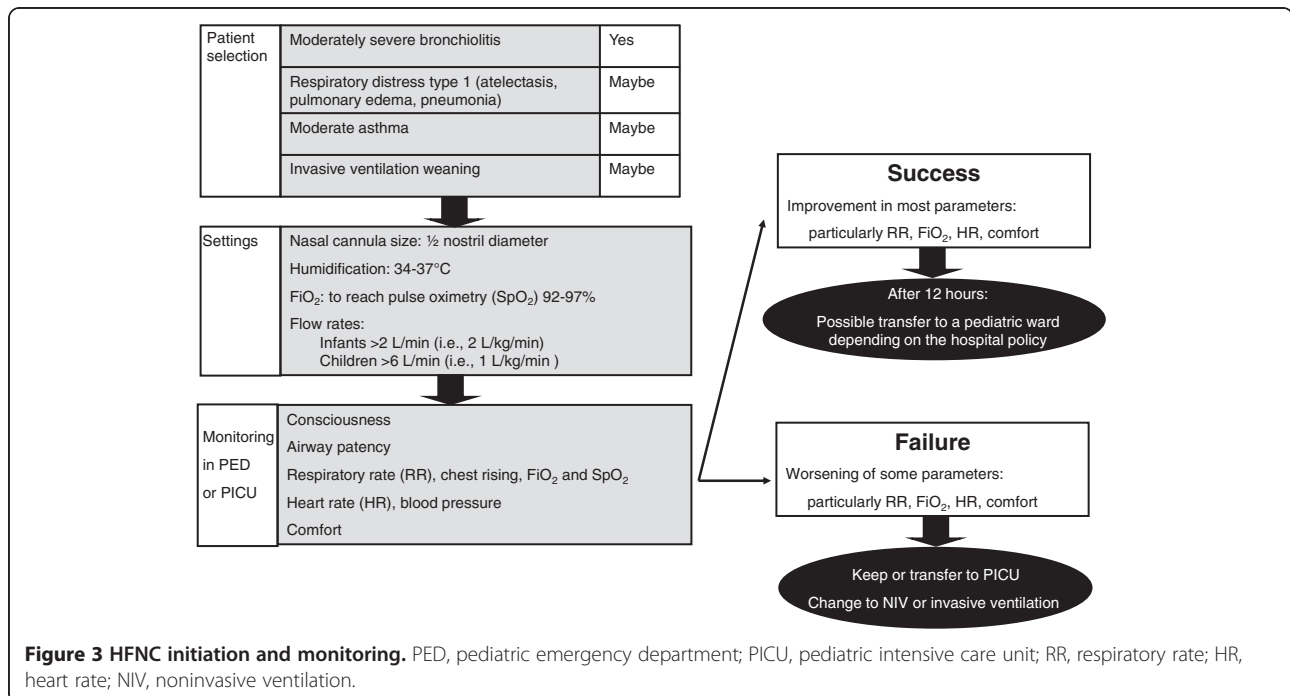 Patient
selection
Moderately severe bronchiolitis
Yes
Respiratory distress type 1 (atelectasis,
pulmonary edema, pneumonia)
Maybe
Moderate asthma
Maybe
Invasive ventilation weaning
Maybe
Settings
Nasal cannula size: ½ nostril diameter
Humidification: 34-37°C
FiO₂: to reach pulse oximetry (SpO₂) 92-97%
Flow rates:
Infants >2 L/min (i.e., 2 L/kg/min)
Children >6 L/min (i.e., 1 L/kg/min )
Monitoring
in PED
or PICU
Consciousness
Airway patency
Respiratory rate (RR), chest rising, FiO₂ and SpO₂
Heart rate (HR), blood pressure
Comfort
Success
Improvement in most parameters:
particularly RR, FiO₂, HR, comfort
After 12 hours:
Possible transfer to a pediatric ward
depending on the hospital policy
Failure
Worsening of some parameters:
particularly RR, FiO₂, HR, comfort
Keep or transfer to PICU
Change to NIV or invasive ventilation
Figure 3 HFNC initiation and monitoring. PED, pediatric emergency department; PICU, pediatric intensive care unit; RR, respiratory rate; HR,
heart rate; NIV, noninvasive ventilation.